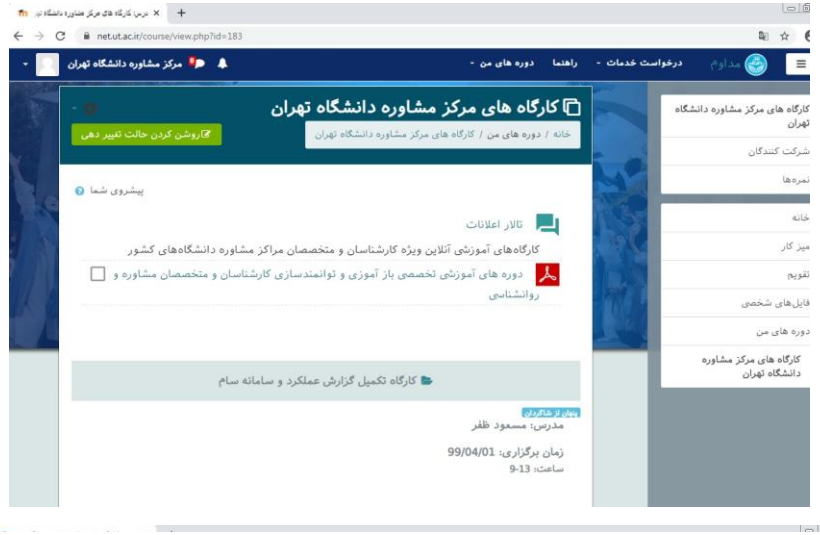 درس: کارگاه های مرکز مشاوره دانشگاه تهر
net.ut.ac.ir/course/view.php?id=183
مداوم
درخواست خدمات
راهنما
دوره های من
مرکز مشاوره دانشگاه تهران
کارگاه های مرکز مشاوره دانشگاه تهران
خانه / دوره های من / کارگاه های مرکز مشاوره دانشگاه تهران
روشن کردن حالت تغییر دهی
پیشروی شما
تالار اعلانات
کارگاه‌های آموزشی آنلاین ویژه کارشناسان و متخصصان مراکز مشاوره دانشگاه‌های کشور
دوره های آموزشی تخصصی باز آموزی و توانمندسازی کارشناسان و متخصصان مشاوره و
روانشناسی
کارگاه تکمیل گزارش عملکرد و سامانه سام
پنهان از شاگردان
مدرس: مسعود ظفر
زمان برگزاری: 99/04/01
ساعت: 13-9
کارگاه های مرکز مشاوره دانشگاه
تهران
شرکت کنندگان
نمره‌ها
خانه
میز کار
تقویم
فایل‌های شخصی
دوره های من
کارگاه های مرکز مشاوره
دانشگاه تهران